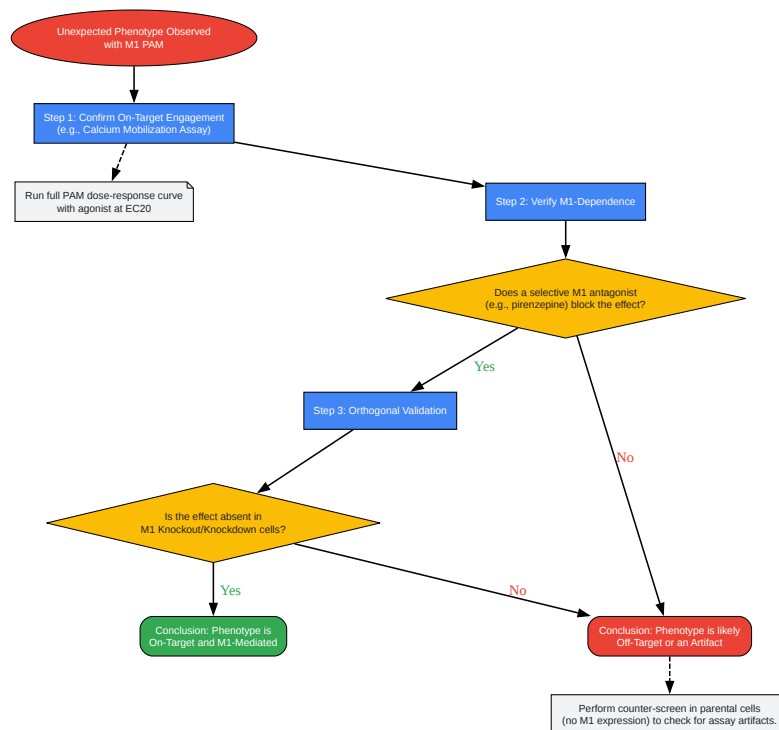 Unexpected Phenotype Observed
with M1 PAM
Step 1: Confirm On-Target Engagement
(e.g., Calcium Mobilization Assay)
Run full PAM dose-response curve
with agonist at EC20
Step 2: Verify M1-Dependence
Does a selective M1 antagonist
(e.g., pirenzepine) block the effect?
Yes
Step 3: Orthogonal Validation
No
Is the effect absent in
M1 Knockout/Knockdown cells?
Yes
No
Conclusion: Phenotype is
On-Target and M1-Mediated
Conclusion: Phenotype is likely
Off-Target or an Artifact
Perform counter-screen in parental cells
(no M1 expression) to check for assay artifacts.